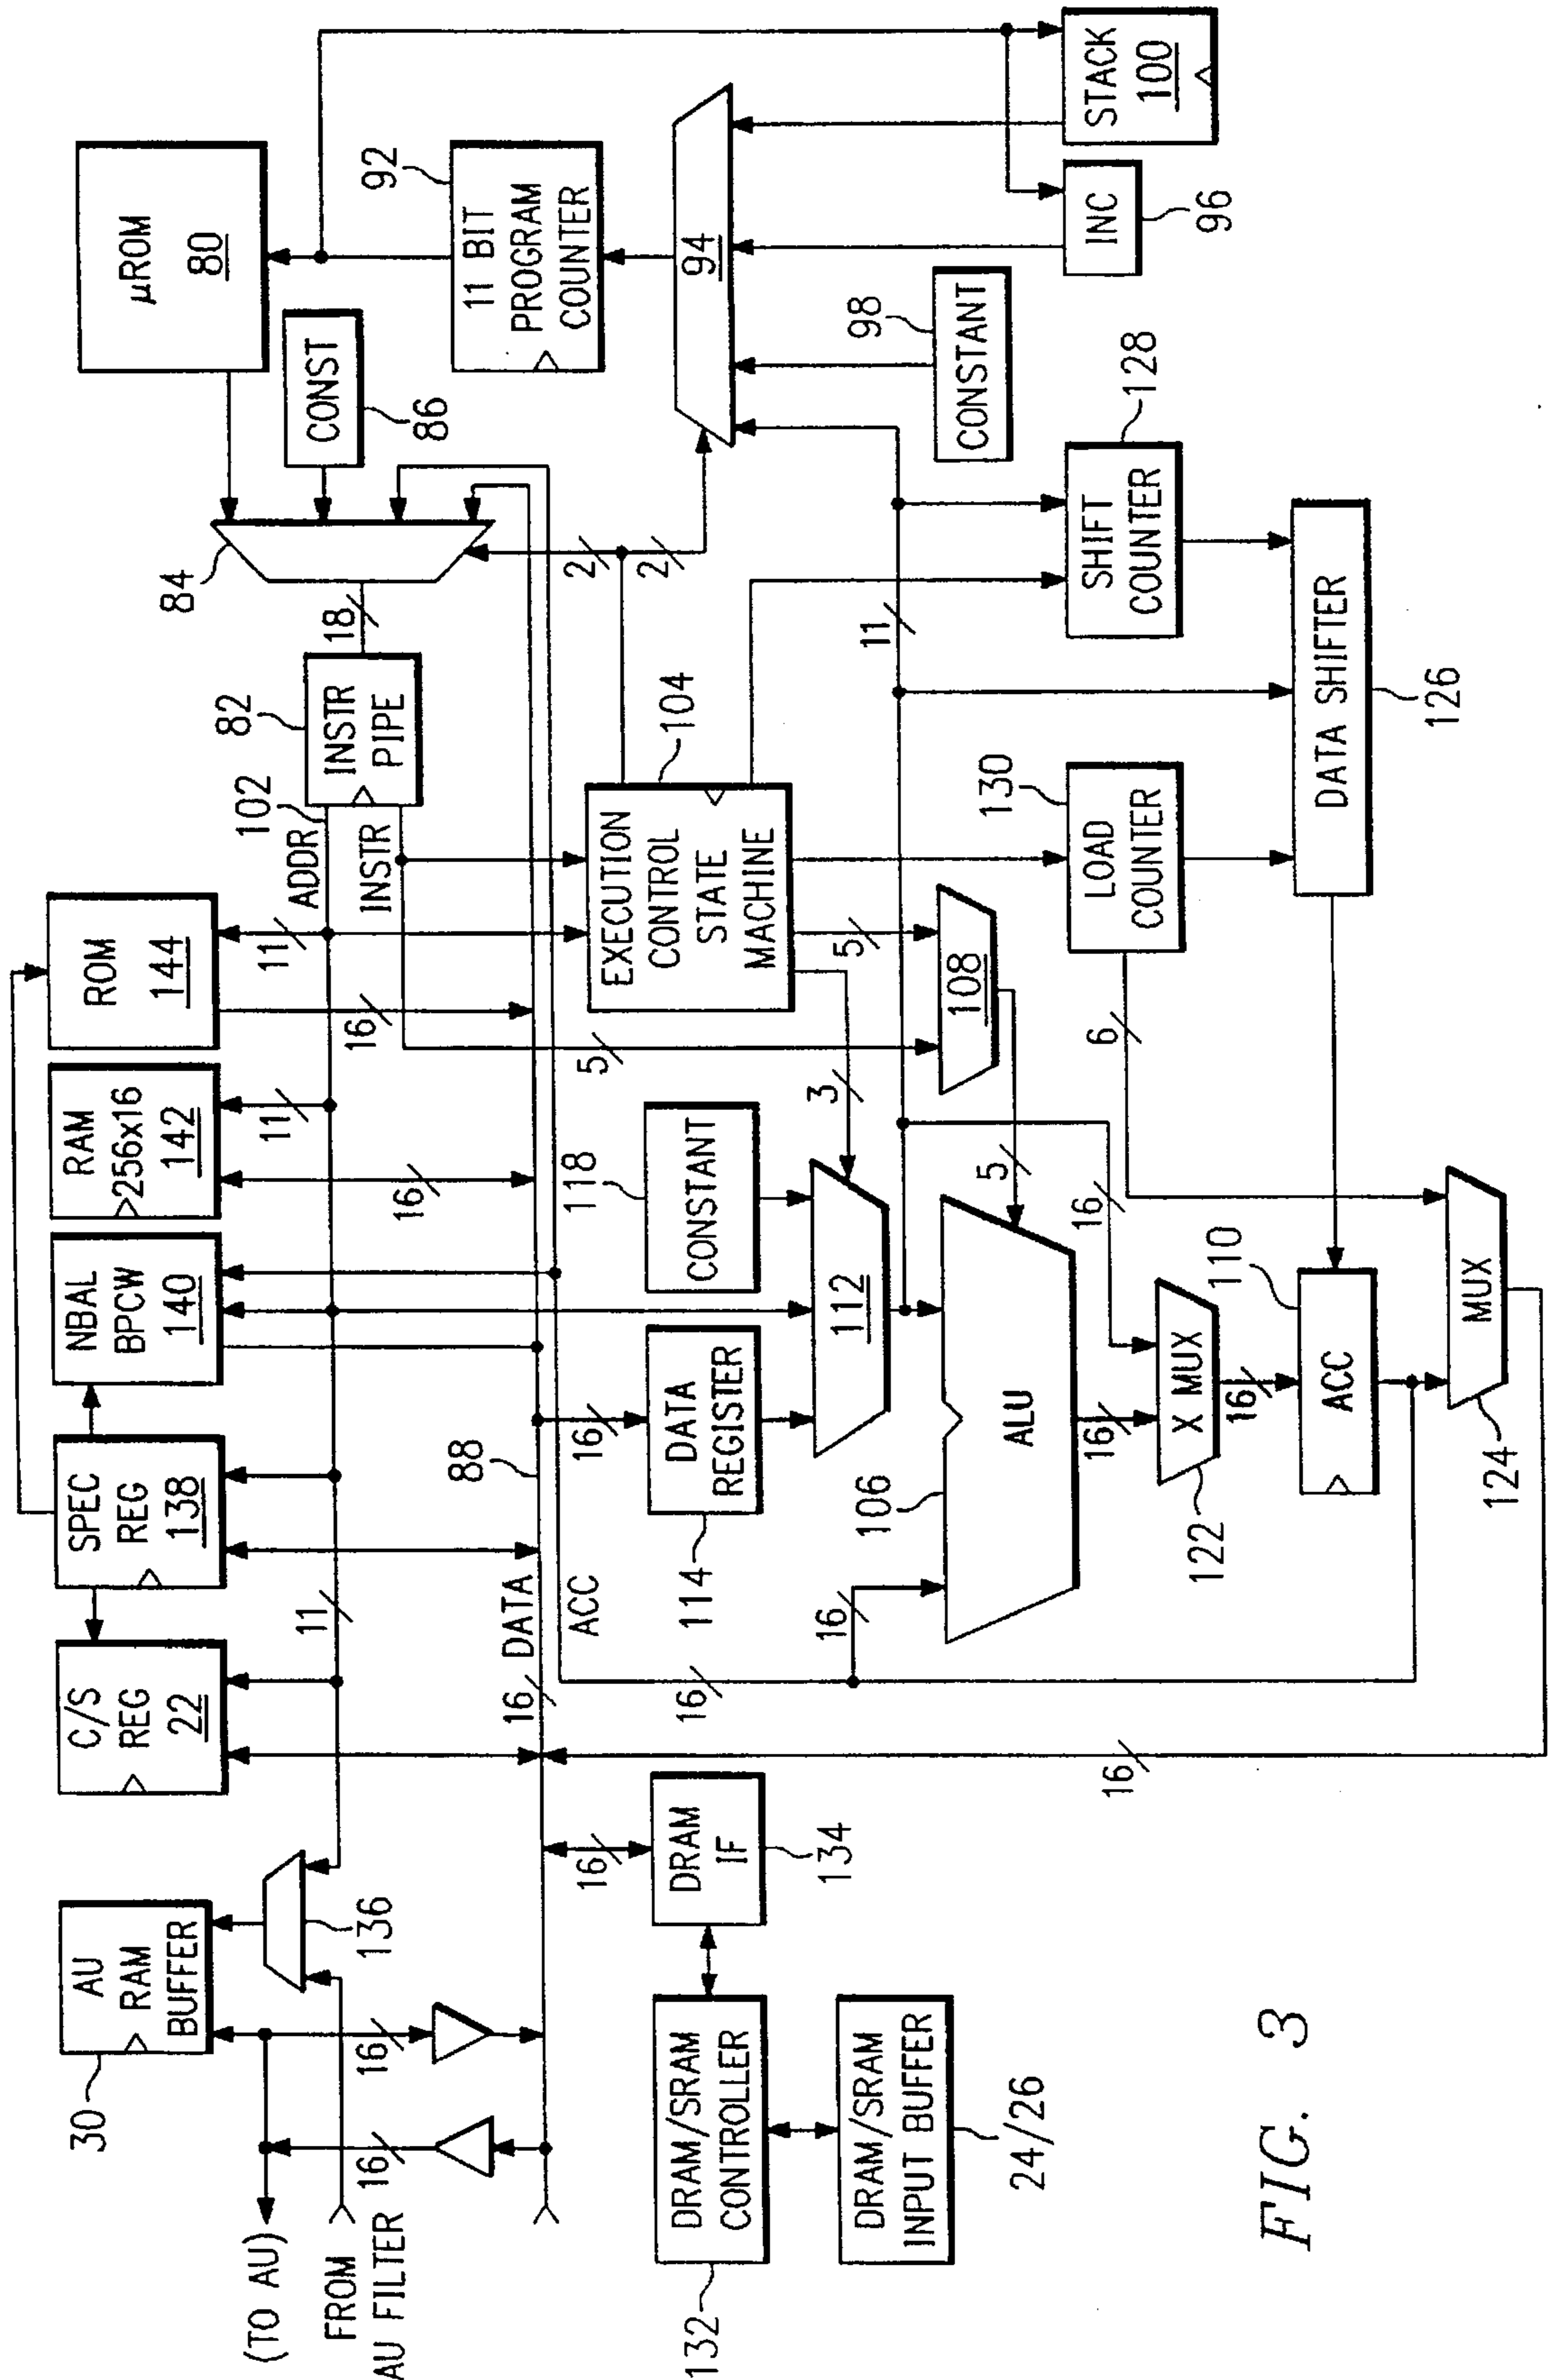 30
AU
RAM
BUFFER
136
(TO AU)
FROM
AU FILTER
16
16
C/S
REG
22
SPEC
REG
138
NBAL
BPCW
140
RAM
256x16
142
ROM
144
11
11
11
16
16
ADDR
102
INSTR
82
INSTR
PIPE
18
84
CONST
86
µROM
80
92
11 BIT
PROGRAM
COUNTER
94
98
CONSTANT
INC
96
STACK
100
2
2
EXECUTION
CONTROL
STATE
MACHINE
104
5
5
3
108
5
16
DATA
88
ACC
16
DATA
REGISTER
114
118
CONSTANT
112
16
16
106
ALU
16
16
X MUX
122
16
110
ACC
MUX
124
16
6
11
130
LOAD
COUNTER
SHIFT
COUNTER
128
DATA SHIFTER
126
16
DRAM
IF
134
DRAM/SRAM
CONTROLLER
132
DRAM/SRAM
INPUT BUFFER
24/26
FIG. 3